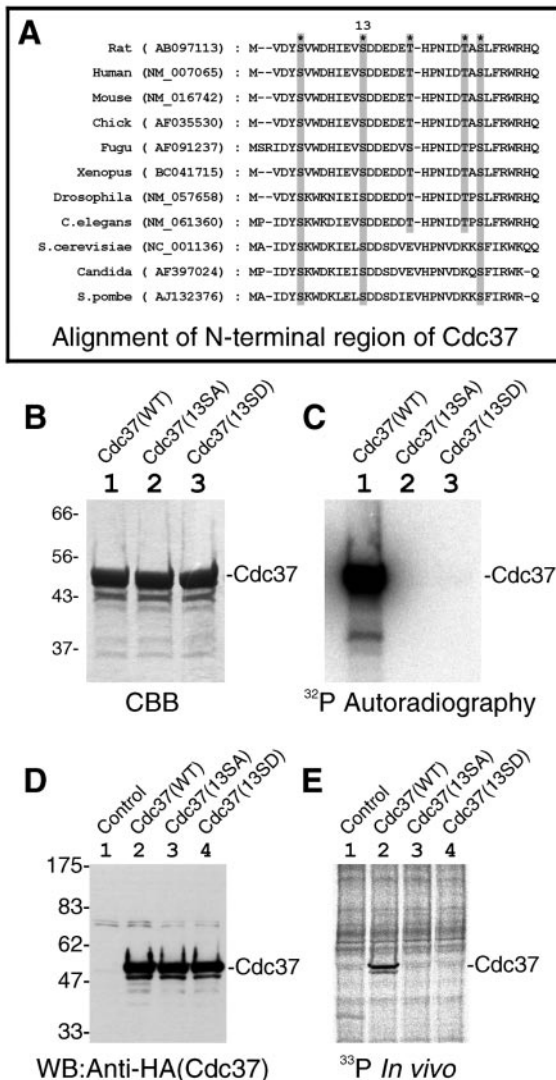 A
13
* * * * *
Rat ( AB097113) : M--VDYSVWDHIEVSDDEDET-HPNIDTASLFRWRHQ
Human (NM_007065) : M--VDYSVWDHIEVSDDEDET-HPNIDTASLFRWRHQ
Mouse (NM_016742) : M--VDYSVWDHIEVSDDEDET-HPNIDTASLFRWRHQ
Chick ( AF035530) : M--VDYSVWDHIEVSDDEDET-HPNIDTASLFRWRHQ
Fugu ( AF091237) : MSRIDYSVWDHIEVSDDEDVS-HPNIDTPSLFRWRHQ
Xenopus ( BC041715) : M--VDYSVWDHIEVSDDEDET-HPNIDTASLFRWRHQ
Drosophila (NM_057658) : M--VDYSKWKNIEISDDEDDT-HPNIDTPSLFRWRHQ
C.elegans (NM_061360) : MP-IDYSKWKDIEVSDDEDDT-HPNIDTPSLFRWRHQ
S.cerevisiae (NC_001136) : MA-IDYSKWDKIELSDDSDVEVHPNVDKKSFIKWKQQ
Candida ( AF397024) : MP-IDYSKWDKIEISDDSDVEVHPNVDKQSFIRWK-Q
S.pombe ( AJ132376) : MA-IDYSKWDKLELSDDSDIEVHPNVDKKSFIRWR-Q
Alignment of N-terminal region of Cdc37
B
Cdc37(WT)
Cdc37(13SA)
Cdc37(13SD)
1 2 3
66-
56-
43-
37-
-Cdc37
CBB
C
Cdc37(WT)
Cdc37(13SA)
Cdc37(13SD)
1 2 3
-Cdc37
32P Autoradiography
D
Control
Cdc37(WT)
Cdc37(13SA)
Cdc37(13SD)
1 2 3 4
175-
83-
62-
47-
33-
-Cdc37
WB:Anti-HA(Cdc37)
E
Control
Cdc37(WT)
Cdc37(13SA)
Cdc37(13SD)
1 2 3 4
-Cdc37
33P In vivo